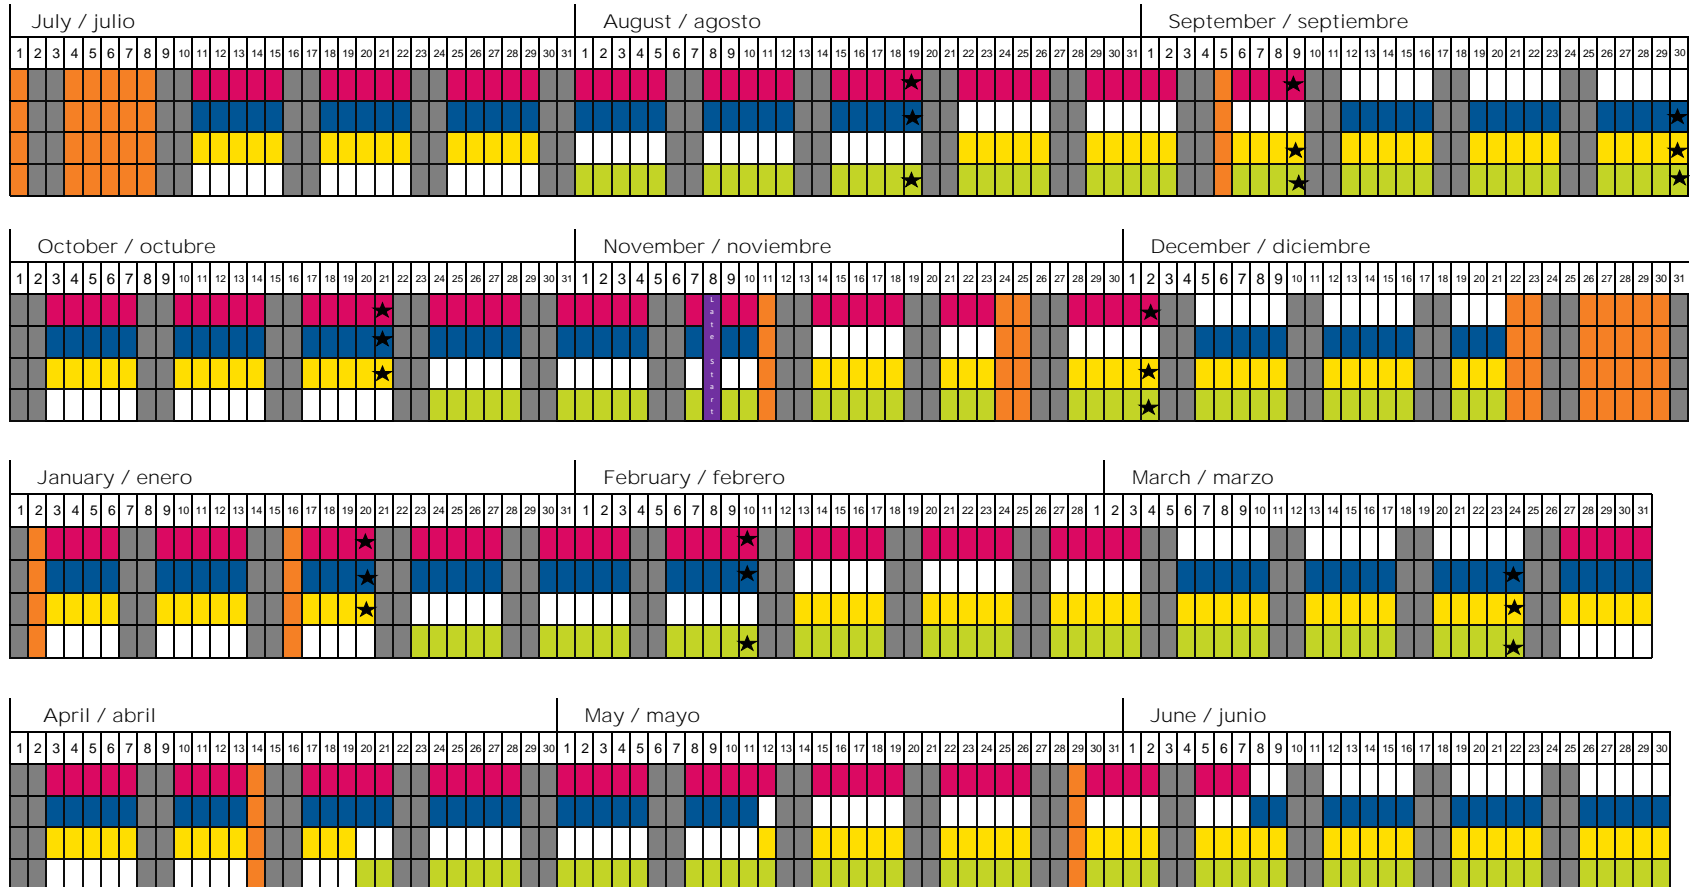 July / julio August / agosto September / septiembre
1 2 3 4 5 6 7 8 9 10 11 12 13 14 15 16 17 18 19 20 21 22 23 24 25 26 27 28 29 30 31 1 2 3 4 5 6 7 8 9 10 11 12 13 14 15 16 17 18 19 20 21 22 23 24 25 26 27 28 29 30 31 1 2 3 4 5 6 7 8 9 10 11 12 13 14 15 16 17 18 19 20 21 22 23 24 25 26 27 28 29 30
October / octubre November / noviembre December / diciembre
1 2 3 4 5 6 7 8 9 10 11 12 13 14 15 16 17 18 19 20 21 22 23 24 25 26 27 28 29 30 31 1 2 3 4 5 6 7 8 9 10 11 12 13 14 15 16 17 18 19 20 21 22 23 24 25 26 27 28 29 30 1 2 3 4 5 6 7 8 9 10 11 12 13 14 15 16 17 18 19 20 21 22 23 24 25 26 27 28 29 30 31
Late Start
January / enero February / febrero March / marzo
1 2 3 4 5 6 7 8 9 10 11 12 13 14 15 16 17 18 19 20 21 22 23 24 25 26 27 28 29 30 31 1 2 3 4 5 6 7 8 9 10 11 12 13 14 15 16 17 18 19 20 21 22 23 24 25 26 27 28 1 2 3 4 5 6 7 8 9 10 11 12 13 14 15 16 17 18 19 20 21 22 23 24 25 26 27 28 29 30 31
April / abril May / mayo June / junio
1 2 3 4 5 6 7 8 9 10 11 12 13 14 15 16 17 18 19 20 21 22 23 24 25 26 27 28 29 30 1 2 3 4 5 6 7 8 9 10 11 12 13 14 15 16 17 18 19 20 21 22 23 24 25 26 27 28 29 30 31 1 2 3 4 5 6 7 8 9 10 11 12 13 14 15 16 17 18 19 20 21 22 23 24 25 26 27 28 29 30